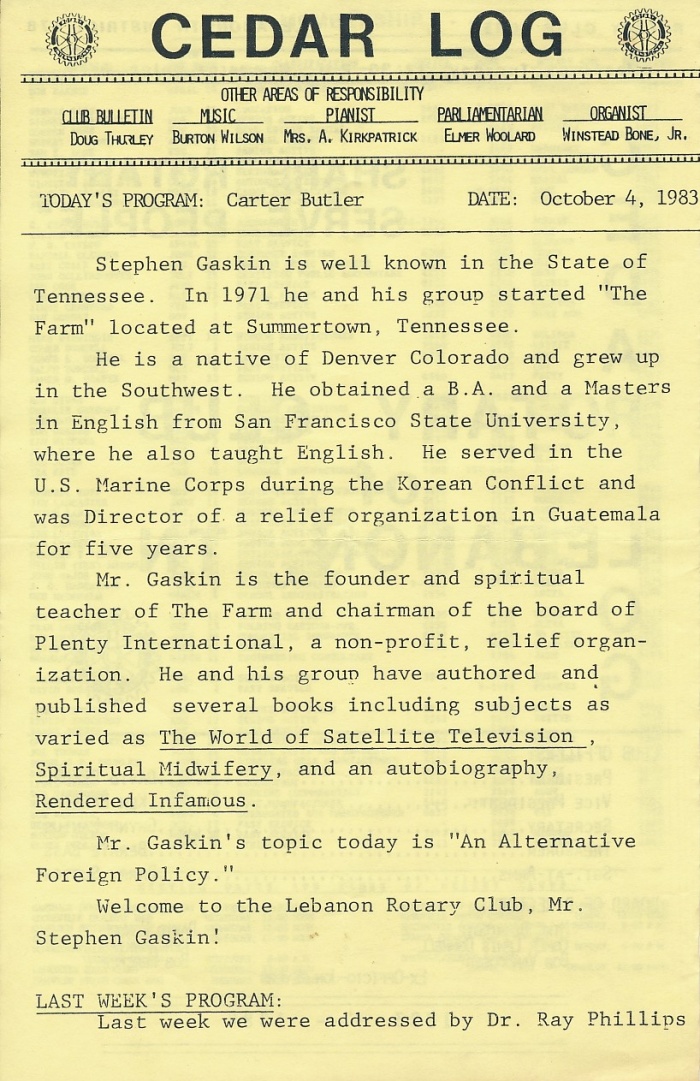 CEDAR LOG
OTHER AREAS OF RESPONSIBILITY
CLUB BULLETIN MUSIC PIANIST PARLIAMENTARIAN ORGANIST
DOUG THURLEY BURTON WILSON MRS. A. KIRKPATRICK ELMER WOOLARD WINSTEAD BONE, JR.
TODAY'S PROGRAM: Carter Butler DATE: October 4, 1983
Stephen Gaskin is well known in the State of
Tennessee. In 1971 he and his group started "The
Farm" located at Summertown, Tennessee.
He is a native of Denver Colorado and grew up
in the Southwest. He obtained a B.A. and a Masters
in English from San Francisco State University,
where he also taught English. He served in the
U.S. Marine Corps during the Korean Conflict and
was Director of a relief organization in Guatemala
for five years.
Mr. Gaskin is the founder and spiritual
teacher of The Farm and chairman of the board of
Plenty International, a non-profit, relief organ-
ization. He and his group have authored and
published several books including subjects as
varied as The World of Satellite Television ,
Spiritual Midwifery, and an autobiography,
Rendered Infamous.
Mr. Gaskin's topic today is "An Alternative
Foreign Policy."
Welcome to the Lebanon Rotary Club, Mr.
Stephen Gaskin!
LAST WEEK'S PROGRAM:
Last week we were addressed by Dr. Ray Phillips